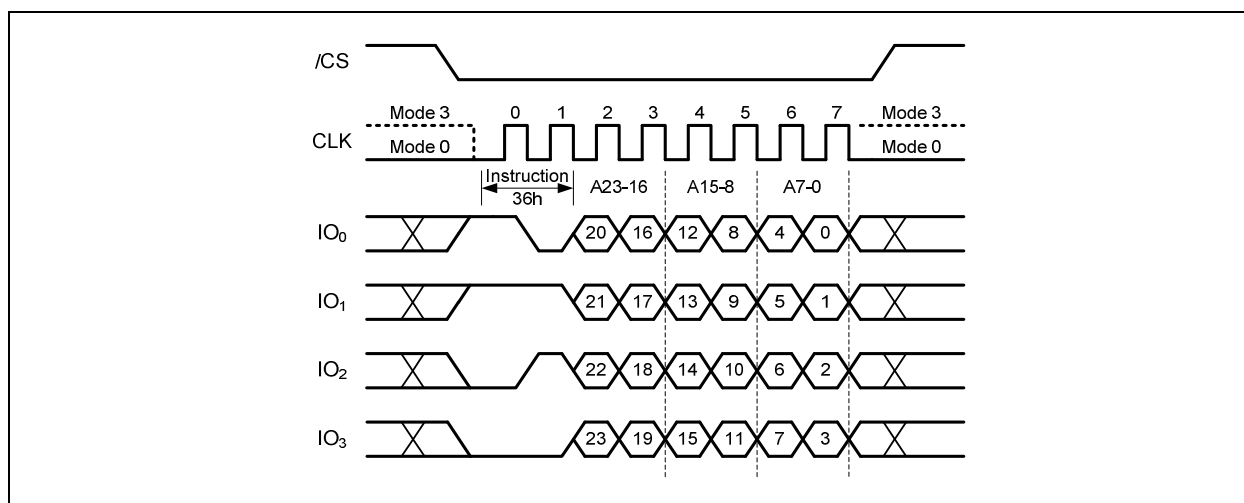 /CS
Mode 3 0 1 2 3 4 5 6 7 Mode 3
CLK
Mode 0 Mode 0
Instruction A23-16 A15-8 A7-0
36h
IO0 20 16 12 8 4 0
IO1 21 17 13 9 5 1
IO2 22 18 14 10 6 2
IO3 23 19 15 11 7 3